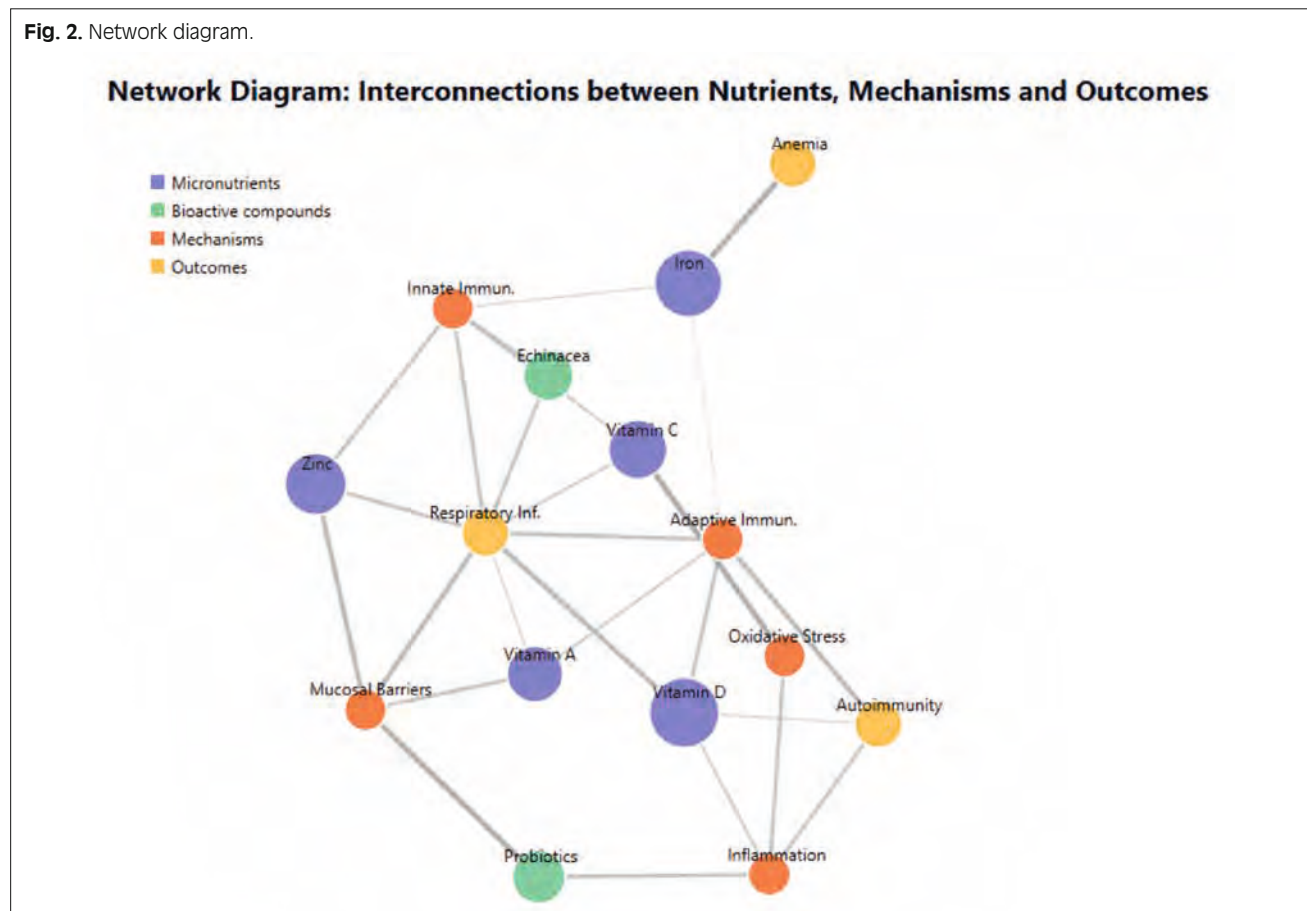 Fig. 2. Network diagram.
Network Diagram: Interconnections between Nutrients, Mechanisms and Outcomes
Anemia
Micronutrients
Bioactive compounds
Mechanisms
Outcomes
Iron
Innate Immun.
Echinacea
Vitamin C
Zinc
Respiratory Inf.
Adaptive Immun.
Oxidative Stress
Vitamin A
Mucosal Barriers
Vitamin D
Autoimmunity
Probiotics
Inflammation